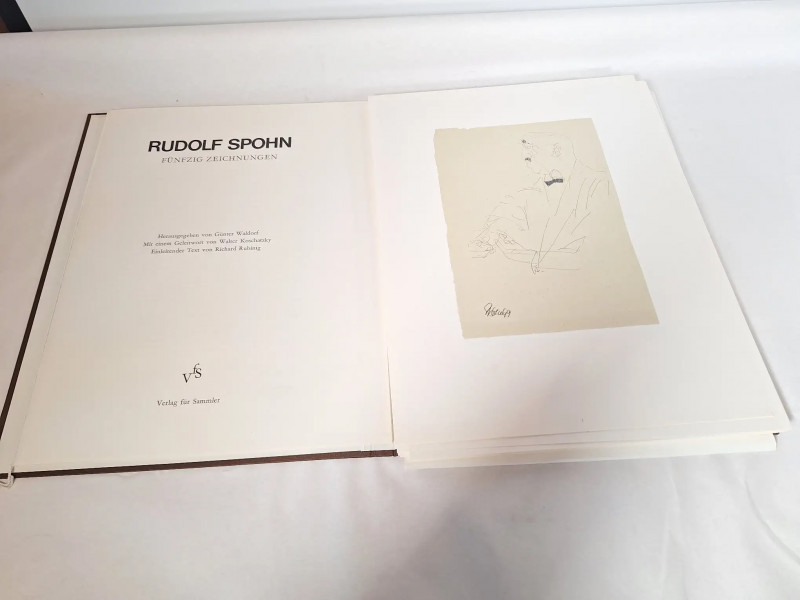 RUDOLF SPOHN
FÜNFZIG ZEICHNUNGEN
Herausgegeben von Günter Waldorf
Mit einem Geleitwort von Walter Koschatzky
Einleitender Text von Richard Rubinig
VfS
Verlag für Sammler